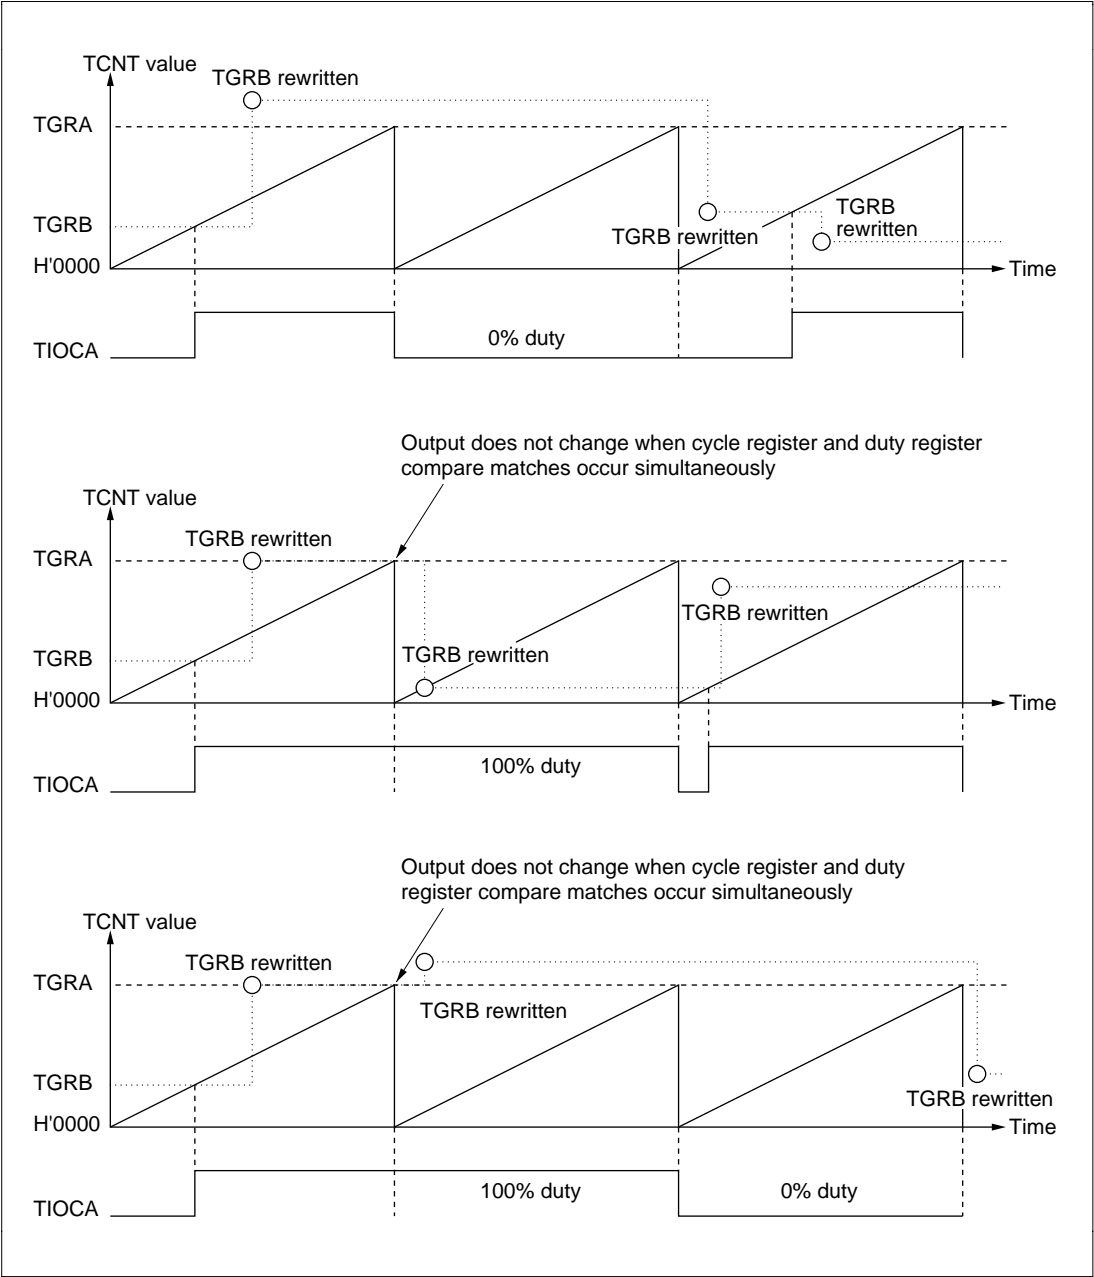 TCNT value
TGRB rewritten
TGRA
TGRB
TGRB rewritten
TGRB
rewritten
H'0000
Time
0% duty
TIOCA
Output does not change when cycle register and duty register
compare matches occur simultaneously
TCNT value
TGRB rewritten
TGRA
TGRB rewritten
TGRB
TGRB rewritten
H'0000
Time
100% duty
TIOCA
Output does not change when cycle register and duty
register compare matches occur simultaneously
TCNT value
TGRB rewritten
TGRA
TGRB rewritten
TGRB
TGRB rewritten
H'0000
Time
100% duty
0% duty
TIOCA